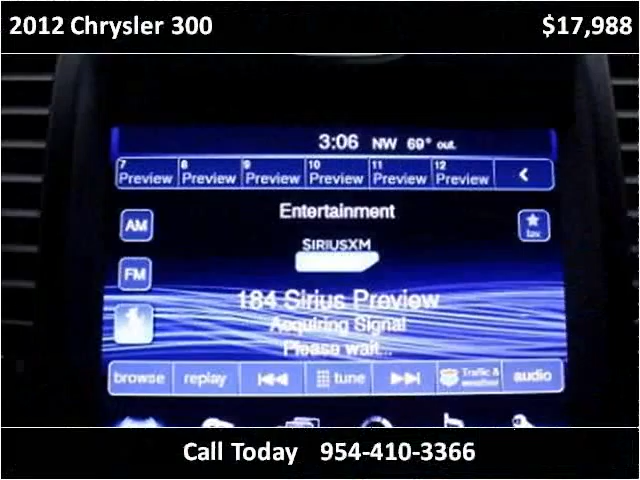 2012 Chrysler 300 $17,988
3:06 NW 69° out.
7 8 9 10 11 12
Preview Preview Preview Preview Preview Preview
Entertainment
AM
fav.
SIRIUSXM
FM
184 Sirius Preview
Acquiring Signal
Please wait...
browse replay tune Traffic & weather audio
Call Today 954-410-3366